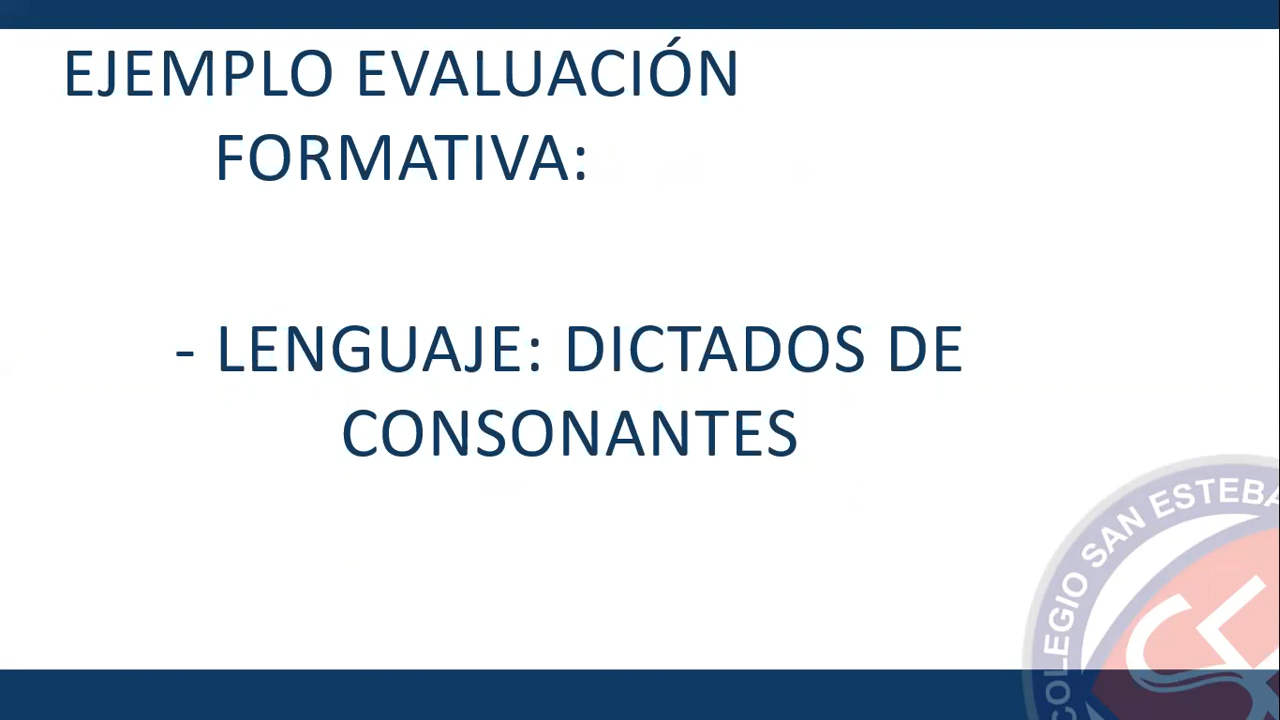 EJEMPLO EVALUACIÓN
FORMATIVA:
- LENGUAJE: DICTADOS DE
CONSONANTES
COLEGIO SAN ESTEBA